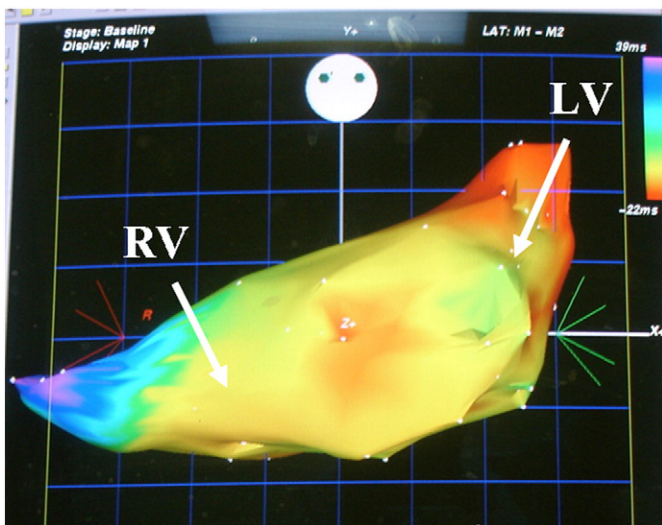 Stage: Baseline
Display: Map 1
Y+
LAT: M1 - M2
39ms
LV
-22ms
RV
R
Z+
X+